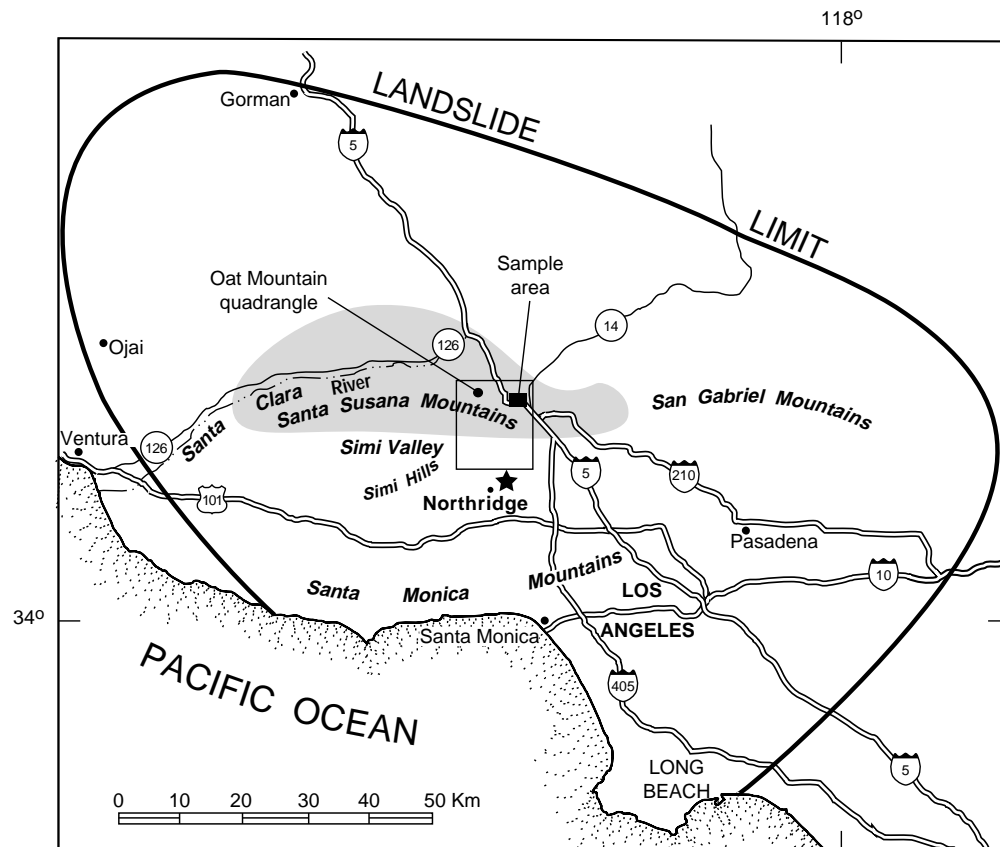 118o
Gorman
LANDSLIDE
5
LIMIT
Oat Mountain
quadrangle
Sample
area
14
126
Ojai
Clara
River
Santa
Santa Susana Mountains
San Gabriel Mountains
Simi Valley
Simi Hills
Ventura
126
Northridge
5
210
101
Pasadena
Santa Monica Mountains
10
LOS
ANGELES
34o
Santa Monica
PACIFIC OCEAN
405
LONG
BEACH
5
0 10 20 30 40 50 Km